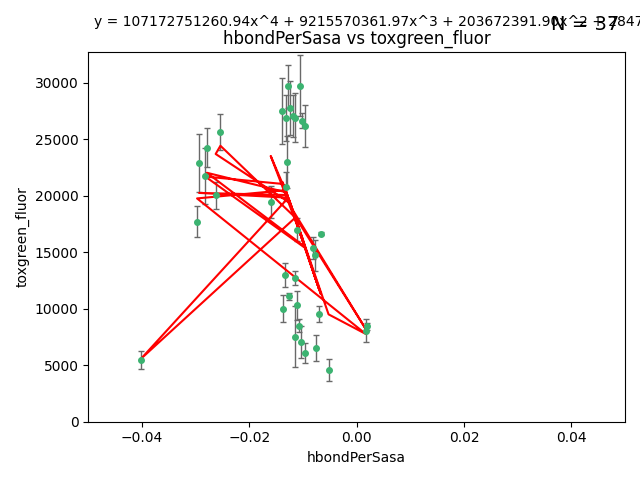 y = 107172751260.94x^4 + 9215570361.97x^3 + 203672391.90x^2 + 2847
N = 37
hbondPerSasa vs toxgreen_fluor
30000
25000
20000
15000
10000
5000
0
toxgreen_fluor
−0.04 −0.02 0.00 0.02 0.04
hbondPerSasa